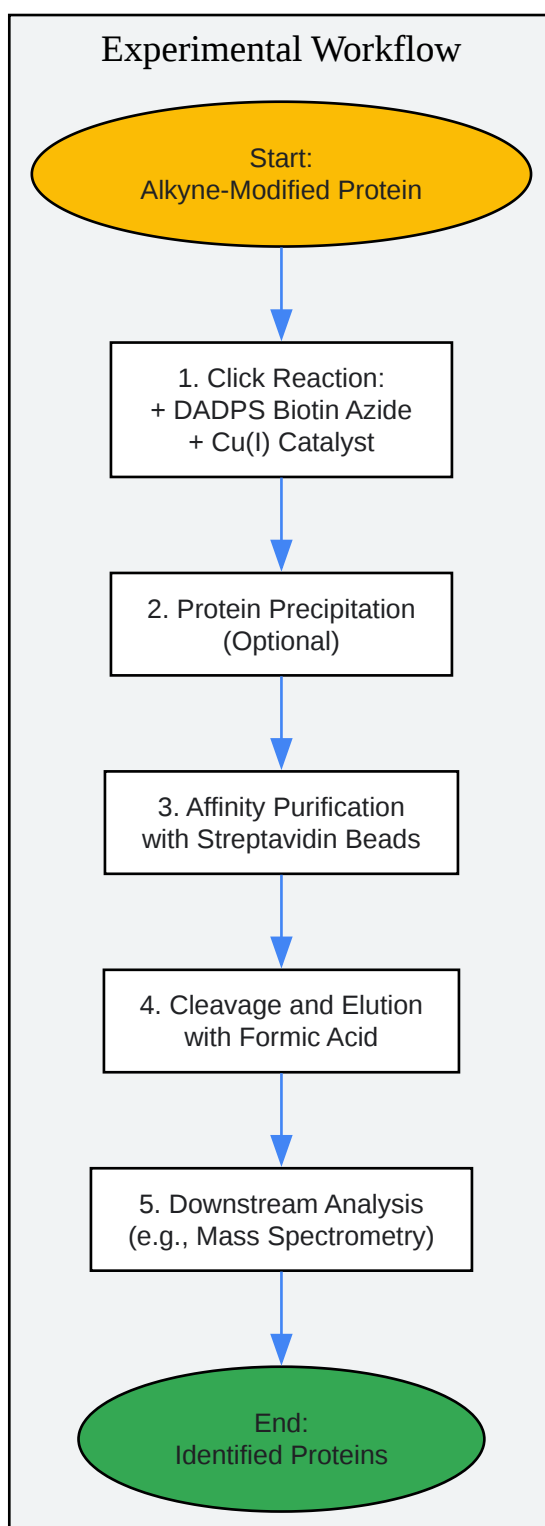 Experimental Workflow
Start:
Alkyne-Modified Protein
1. Click Reaction:
+ DADPS Biotin Azide
+ Cu(I) Catalyst
2. Protein Precipitation
(Optional)
3. Affinity Purification
with Streptavidin Beads
4. Cleavage and Elution
with Formic Acid
5. Downstream Analysis
(e.g., Mass Spectrometry)
End:
Identified Proteins